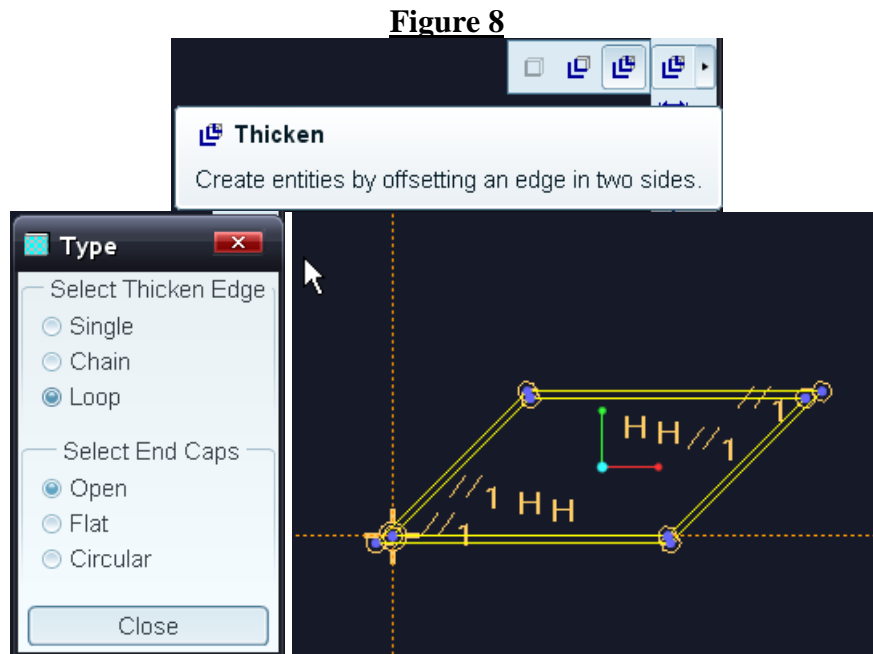 Figure 8
Thicken
Create entities by offsetting an edge in two sides.
Type
Select Thicken Edge
Single
Chain
Loop
Select End Caps
Open
Flat
Circular
Close
//1
H H //1
//1 H H
//1